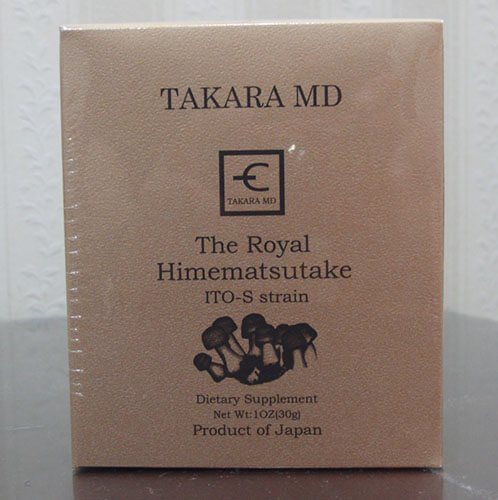 TAKARA MD
TAKARA MD
The Royal
Himematsutake
ITO-S strain
Dietary Supplement
Net Wt:1OZ(30g)
Product of Japan